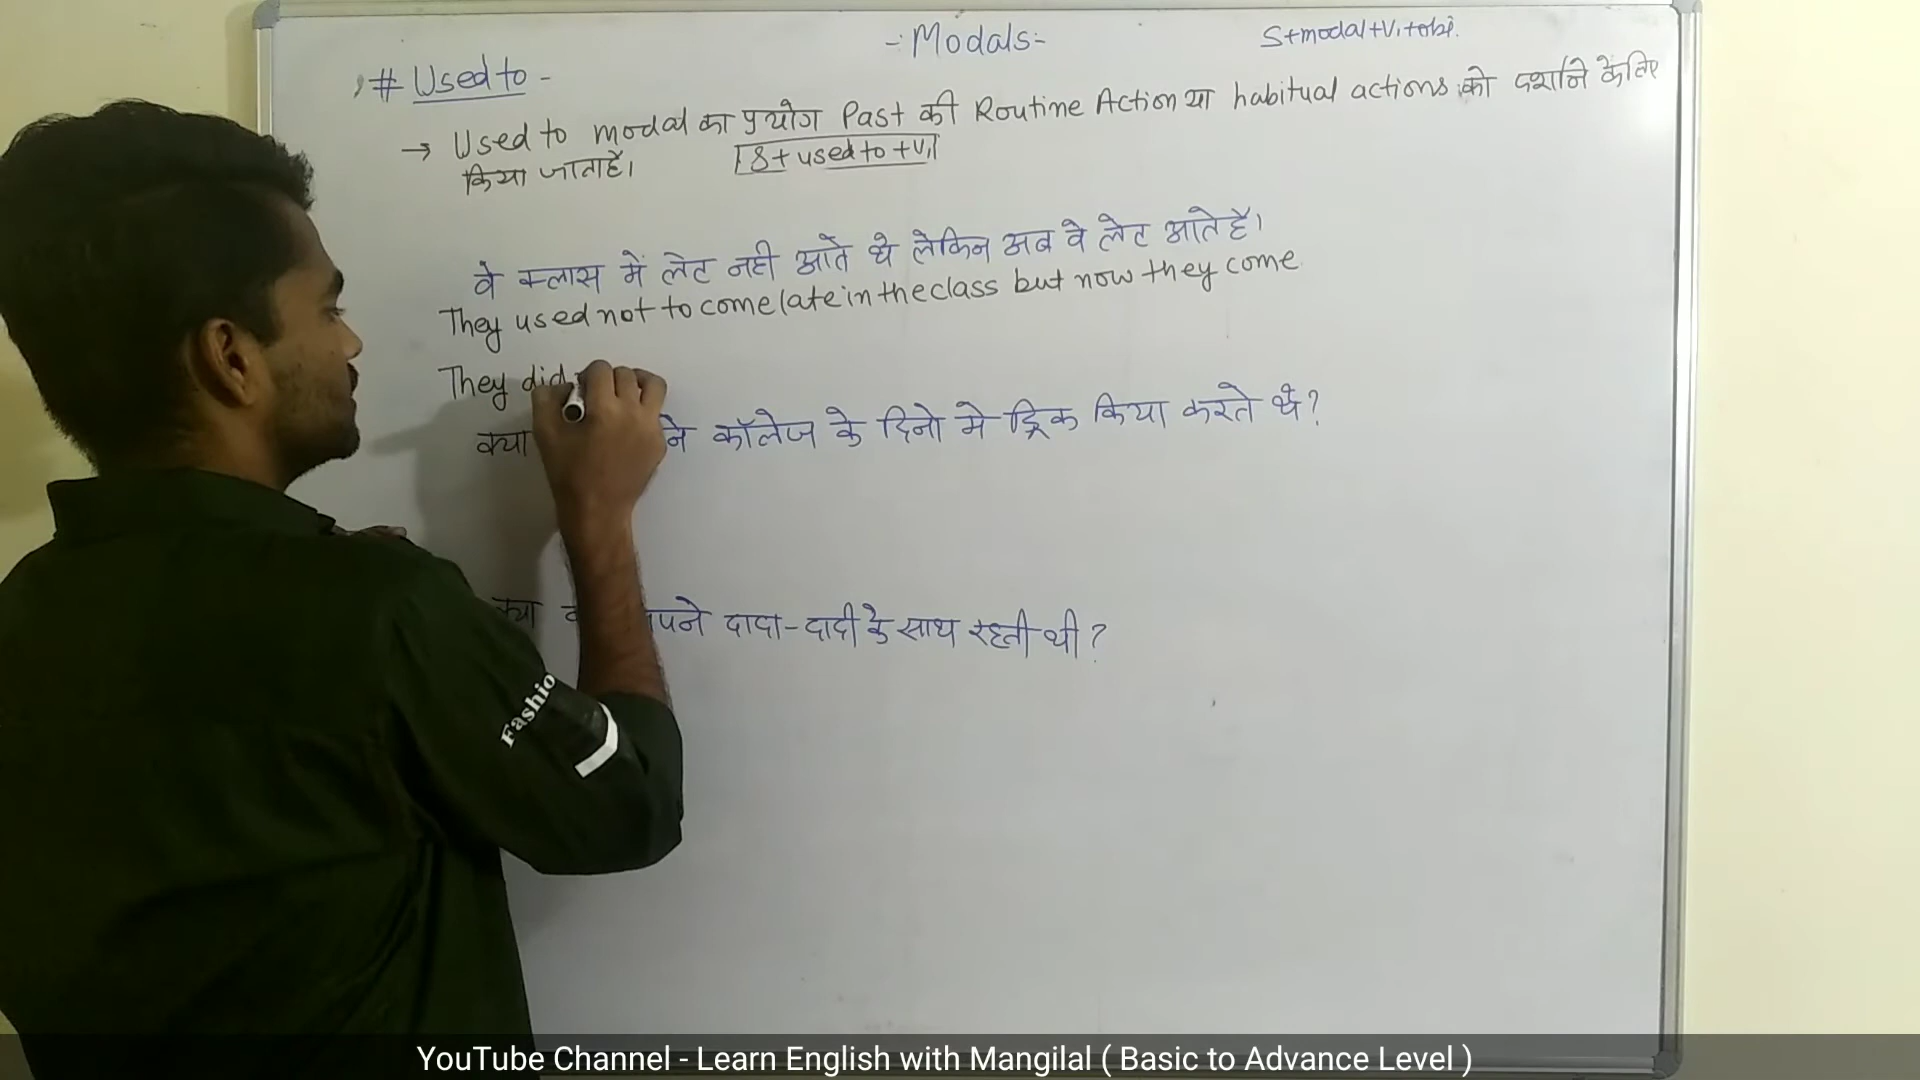 -: Modals:-
S+modal+V₁+obj.
# Used to -
→ Used to modal का प्रयोग Past की Routine Action या habitual actions को दर्शाने के लिए
किया जाता है।
S+ used to +V₁
वे क्लास में लेट नही आते थे लेकिन अब वे लेट आते है।
They used not to come late in the class but now they come
They did
क्या ने कॉलेज के दिनो मे ड्रिंक किया करते थे?
क्या पने दादा-दादी के साथ रहती थी?
Fashio
YouTube Channel - Learn English with Mangilal ( Basic to Advance Level )